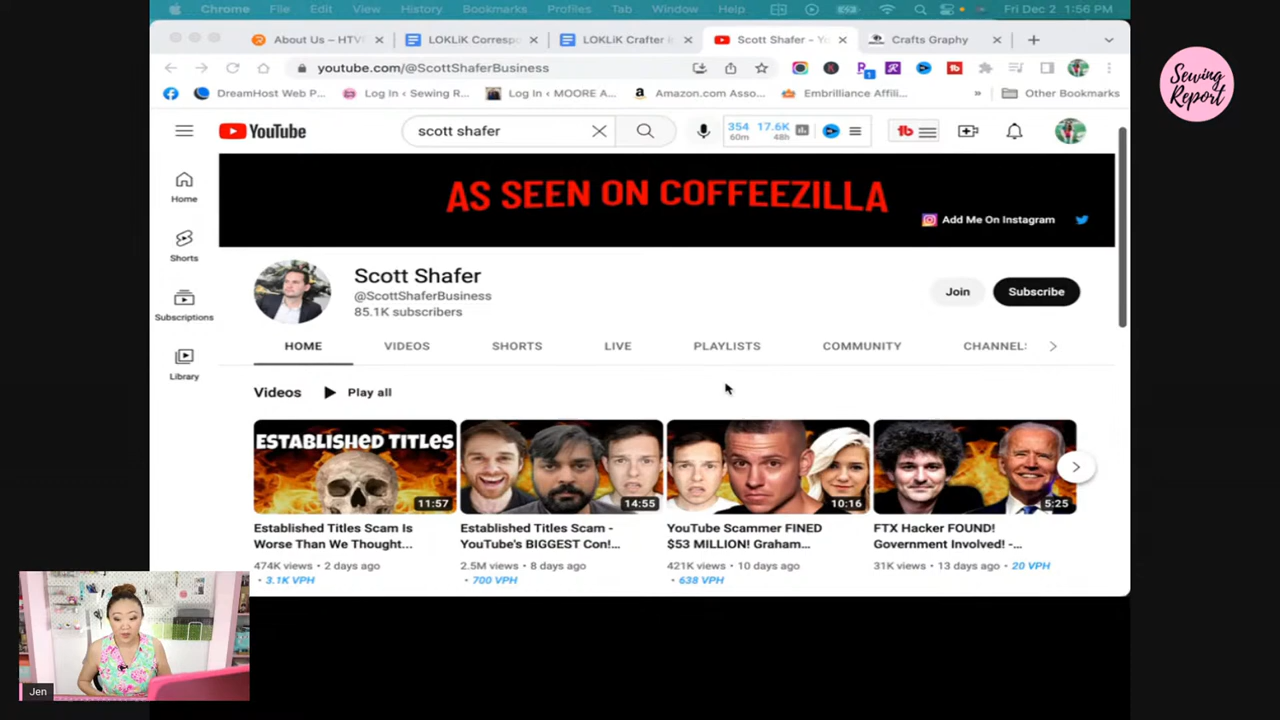 Chrome File Edit View History Bookmarks Profiles Tab Window Help Fri Dec 2 1:56 PM
About Us – HTV LOKLiK Corresp LOKLiK Crafter Scott Shafer – Yo Crafts Graphy
youtube.com/@ScottShaferBusiness
DreamHost Web P... Log In ‹ Sewing R... Log In ‹ MOORE A... Amazon.com Asso... Embrilliance Affili... » Other Bookmarks
Sewing
Report
YouTube
scott shafer
354 17.6K
60m 48h
AS SEEN ON COFFEEZILLA
Add Me On Instagram
Home
Shorts
Subscriptions
Library
Scott Shafer
@ScottShaferBusiness
85.1K subscribers
Join Subscribe
HOME VIDEOS SHORTS LIVE PLAYLISTS COMMUNITY CHANNEL:
Videos Play all
ESTABLISHED TITLES
11:57 14:55 10:16 5:25
Established Titles Scam Is
Worse Than We Thought...
474K views • 2 days ago
• 3.1K VPH
Established Titles Scam -
YouTube's BIGGEST Con!...
2.5M views • 8 days ago
• 700 VPH
YouTube Scammer FINED
$53 MILLION! Graham...
421K views • 10 days ago
• 638 VPH
FTX Hacker FOUND!
Government Involved! -...
31K views • 13 days ago • 20 VPH
Jen